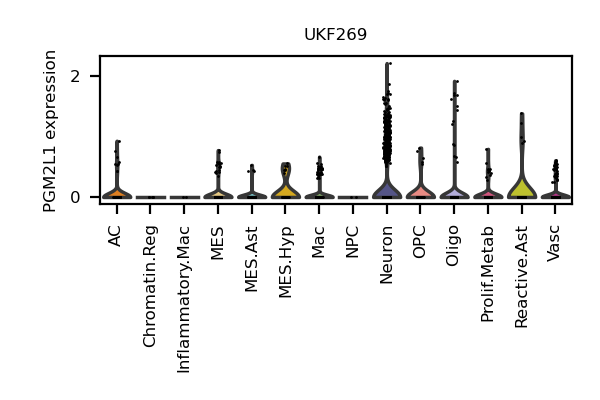 UKF269
PGM2L1 expression
2
0
AC
Chromatin.Reg
Inflammatory.Mac
MES
MES.Ast
MES.Hyp
Mac
NPC
Neuron
OPC
Oligo
Prolif.Metab
Reactive.Ast
Vasc